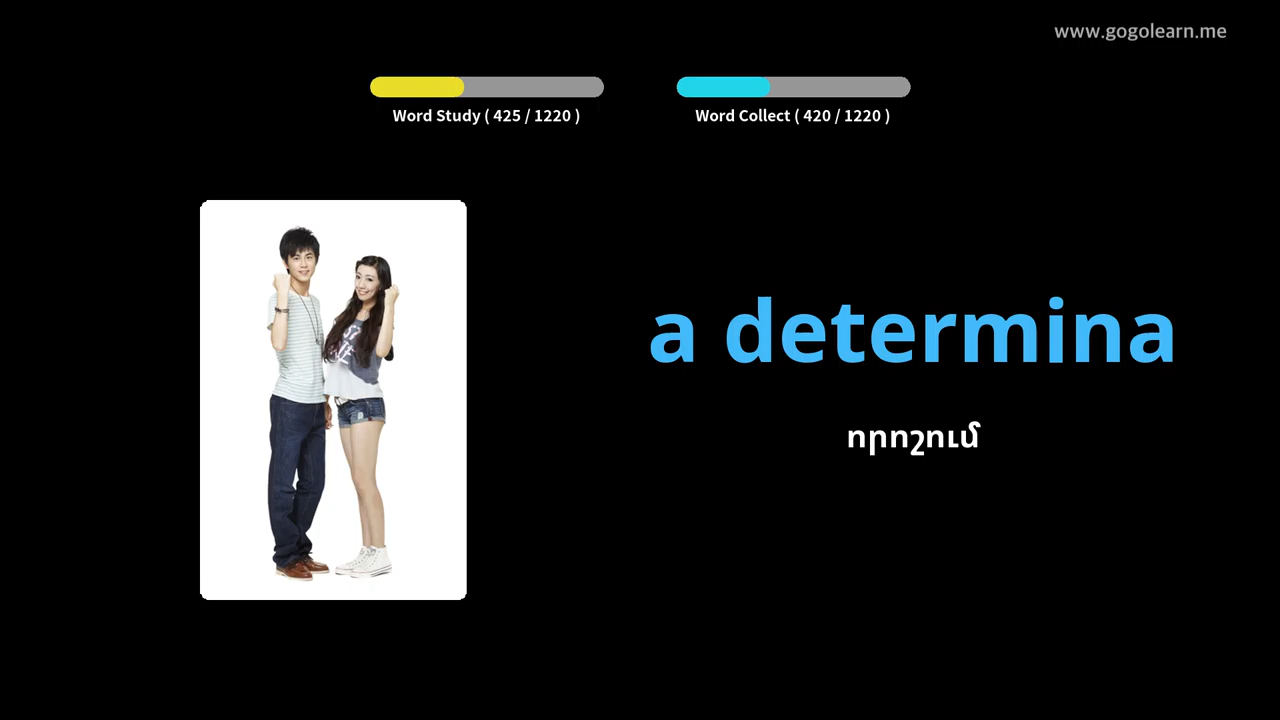 www.gogolearn.me
Word Study ( 425 / 1220 )
Word Collect ( 420 / 1220 )
a determina
որոշում